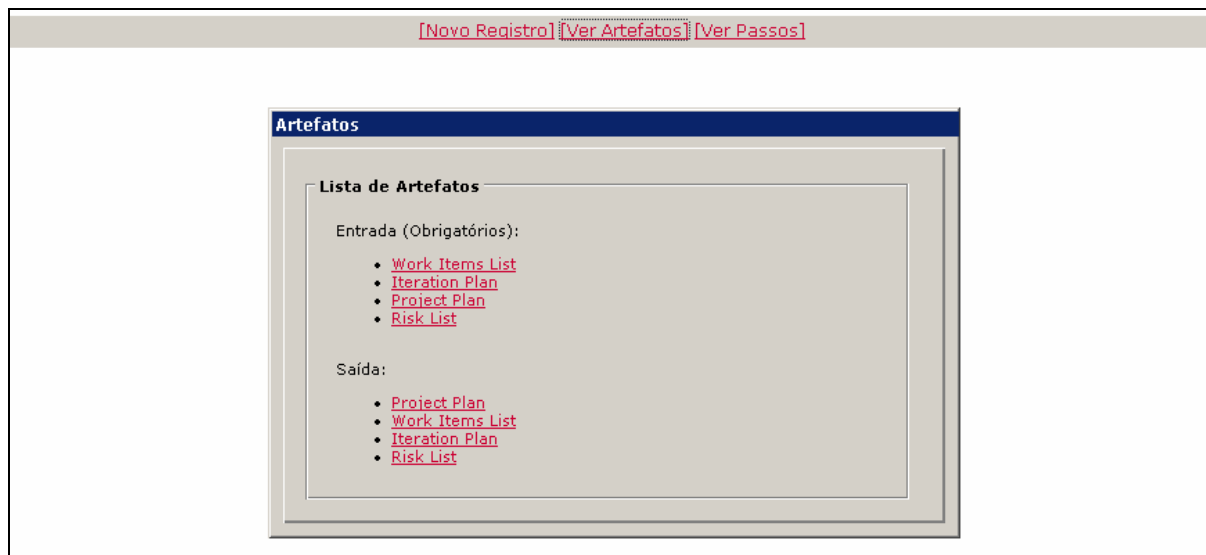 [Novo Registro] [Ver Artefatos] [Ver Passos]
Artefatos
Lista de Artefatos
Entrada (Obrigatórios):
• Work Items List
• Iteration Plan
• Project Plan
• Risk List
Saída:
• Project Plan
• Work Items List
• Iteration Plan
• Risk List